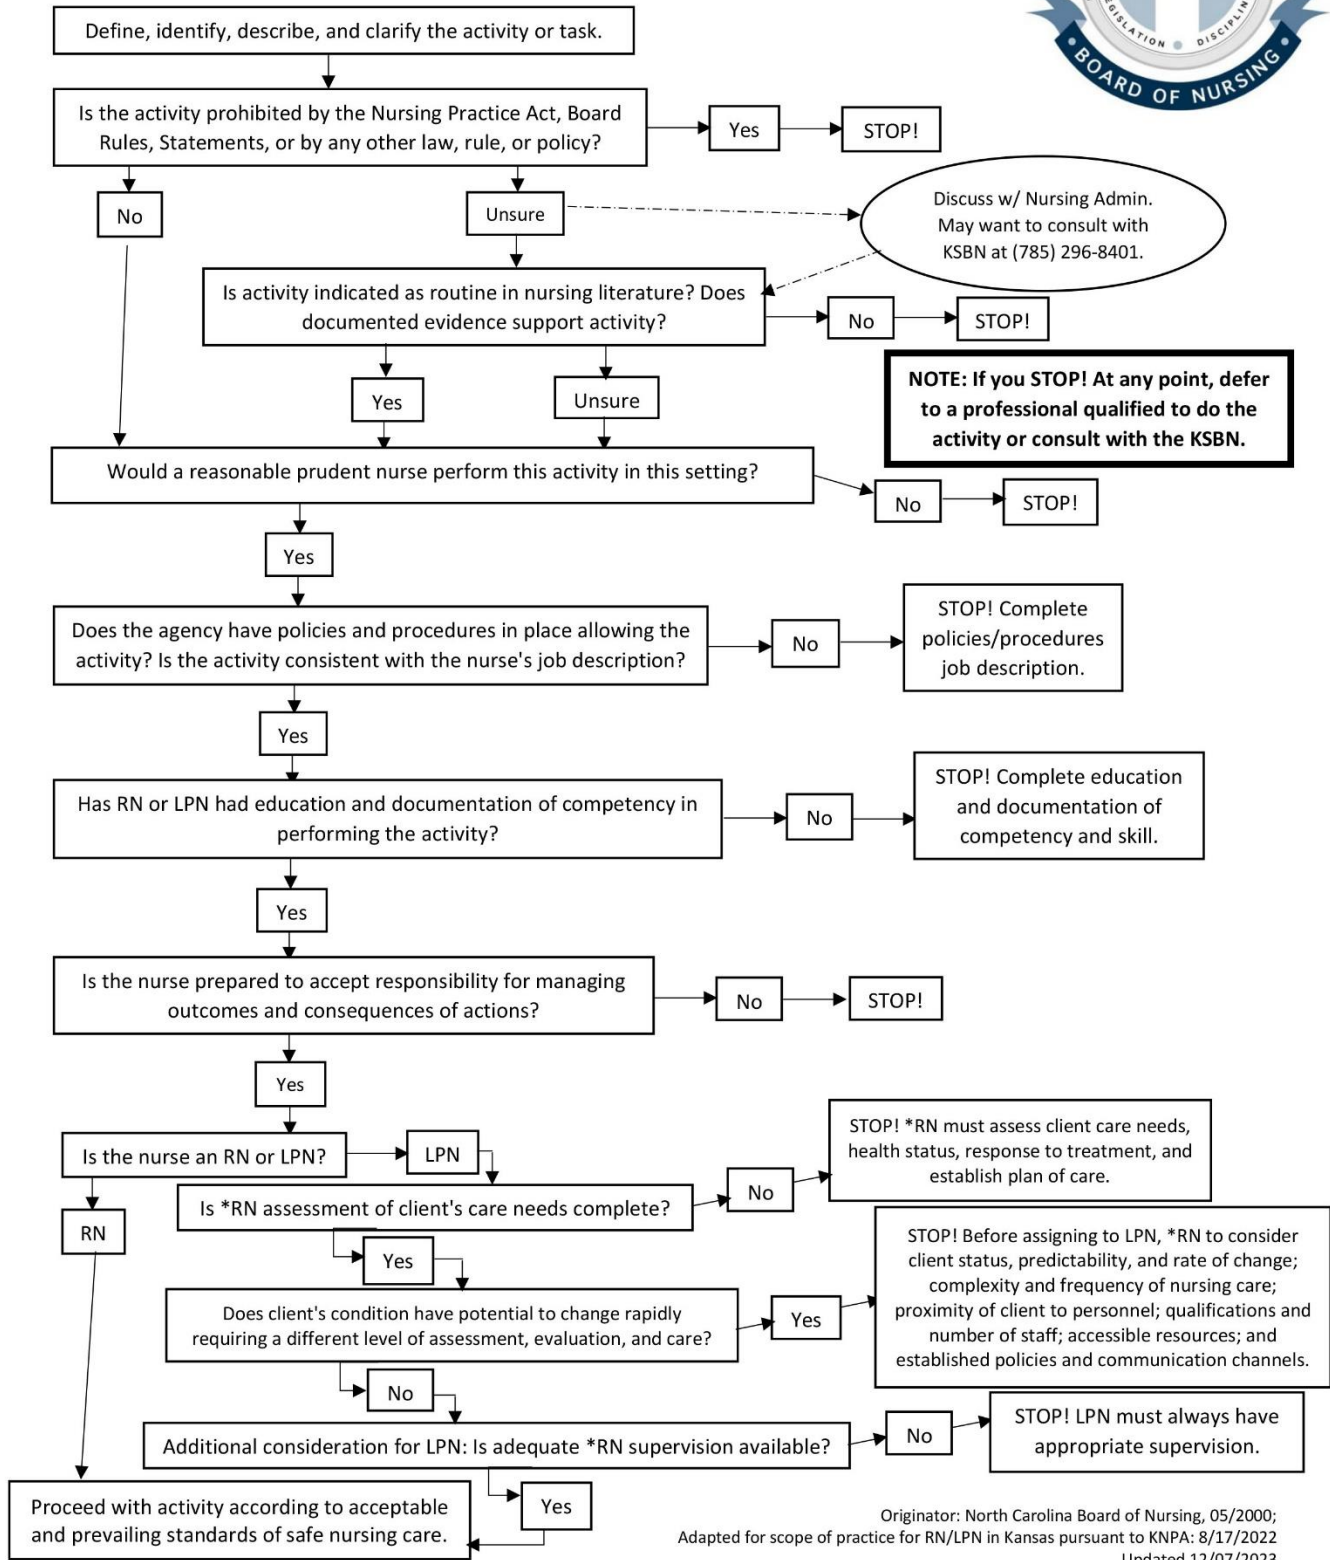 EGISLATION
DISCIPLIN
BOARD OF NURSING
Define, identify, describe, and clarify the activity or task.
Is the activity prohibited by the Nursing Practice Act, Board
Rules, Statements, or by any other law, rule, or policy?
Yes
STOP!
No
Unsure
Discuss w/ Nursing Admin.
May want to consult with
KSBN at (785) 296-8401.
Is activity indicated as routine in nursing literature? Does
documented evidence support activity?
No
STOP!
Yes
Unsure
NOTE: If you STOP! At any point, defer
to a professional qualified to do the
activity or consult with the KSBN.
Would a reasonable prudent nurse perform this activity in this setting?
No
STOP!
Yes
Does the agency have policies and procedures in place allowing the
activity? Is the activity consistent with the nurse's job description?
No
STOP! Complete
policies/procedures
job description.
Yes
Has RN or LPN had education and documentation of competency in
performing the activity?
No
STOP! Complete education
and documentation of
competency and skill.
Yes
Is the nurse prepared to accept responsibility for managing
outcomes and consequences of actions?
No
STOP!
Yes
Is the nurse an RN or LPN?
LPN
RN
Is *RN assessment of client's care needs complete?
No
STOP! *RN must assess client care needs,
health status, response to treatment, and
establish plan of care.
Yes
Does client's condition have potential to change rapidly
requiring a different level of assessment, evaluation, and care?
Yes
STOP! Before assigning to LPN, *RN to consider
client status, predictability, and rate of change;
complexity and frequency of nursing care;
proximity of client to personnel; qualifications and
number of staff; accessible resources; and
established policies and communication channels.
No
Additional consideration for LPN: Is adequate *RN supervision available?
No
STOP! LPN must always have
appropriate supervision.
Yes
Proceed with activity according to acceptable
and prevailing standards of safe nursing care.
Originator: North Carolina Board of Nursing, 05/2000;
Adapted for scope of practice for RN/LPN in Kansas pursuant to KNPA: 8/17/2022
Updated 12/07/2023